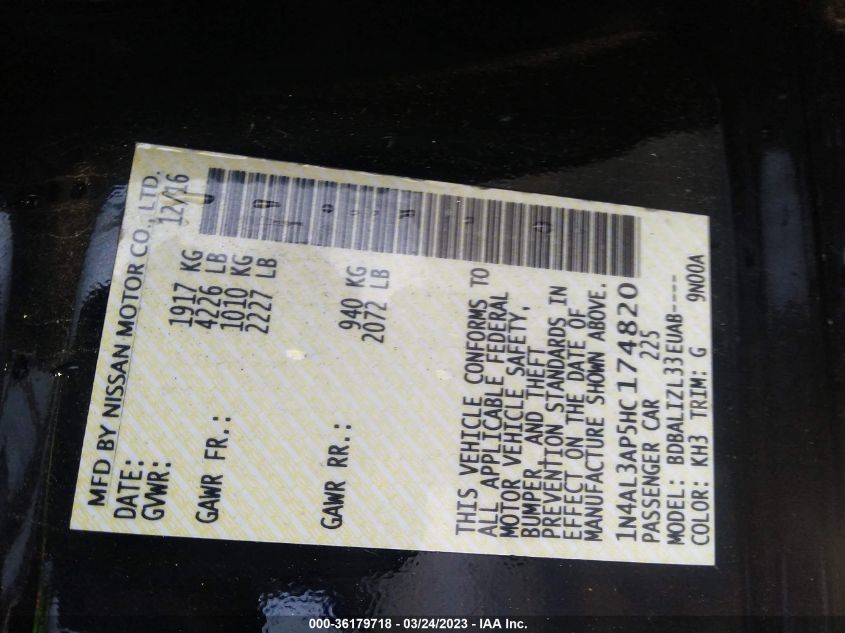 MFD BY NISSAN MOTOR CO., LTD.
DATE: 12/16
GVWR: 1917 KG
4226 LB
GAWR FR.: 1010 KG
2227 LB
GAWR RR.: 940 KG
2072 LB
THIS VEHICLE CONFORMS TO
ALL APPLICABLE FEDERAL
MOTOR VEHICLE SAFETY,
BUMPER, AND THEFT
PREVENTION STANDARDS IN
EFFECT ON THE DATE OF
MANUFACTURE SHOWN ABOVE.
1N4AL3AP5HC174820
PASSENGER CAR 225
MODEL: BDBALIZL33EUAB----
COLOR: KH3 TRIM: G 9N00A
000-36179718 - 03/24/2023 - IAA Inc.